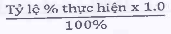 Tỷ lệ % thực hiện x 1.0
100%